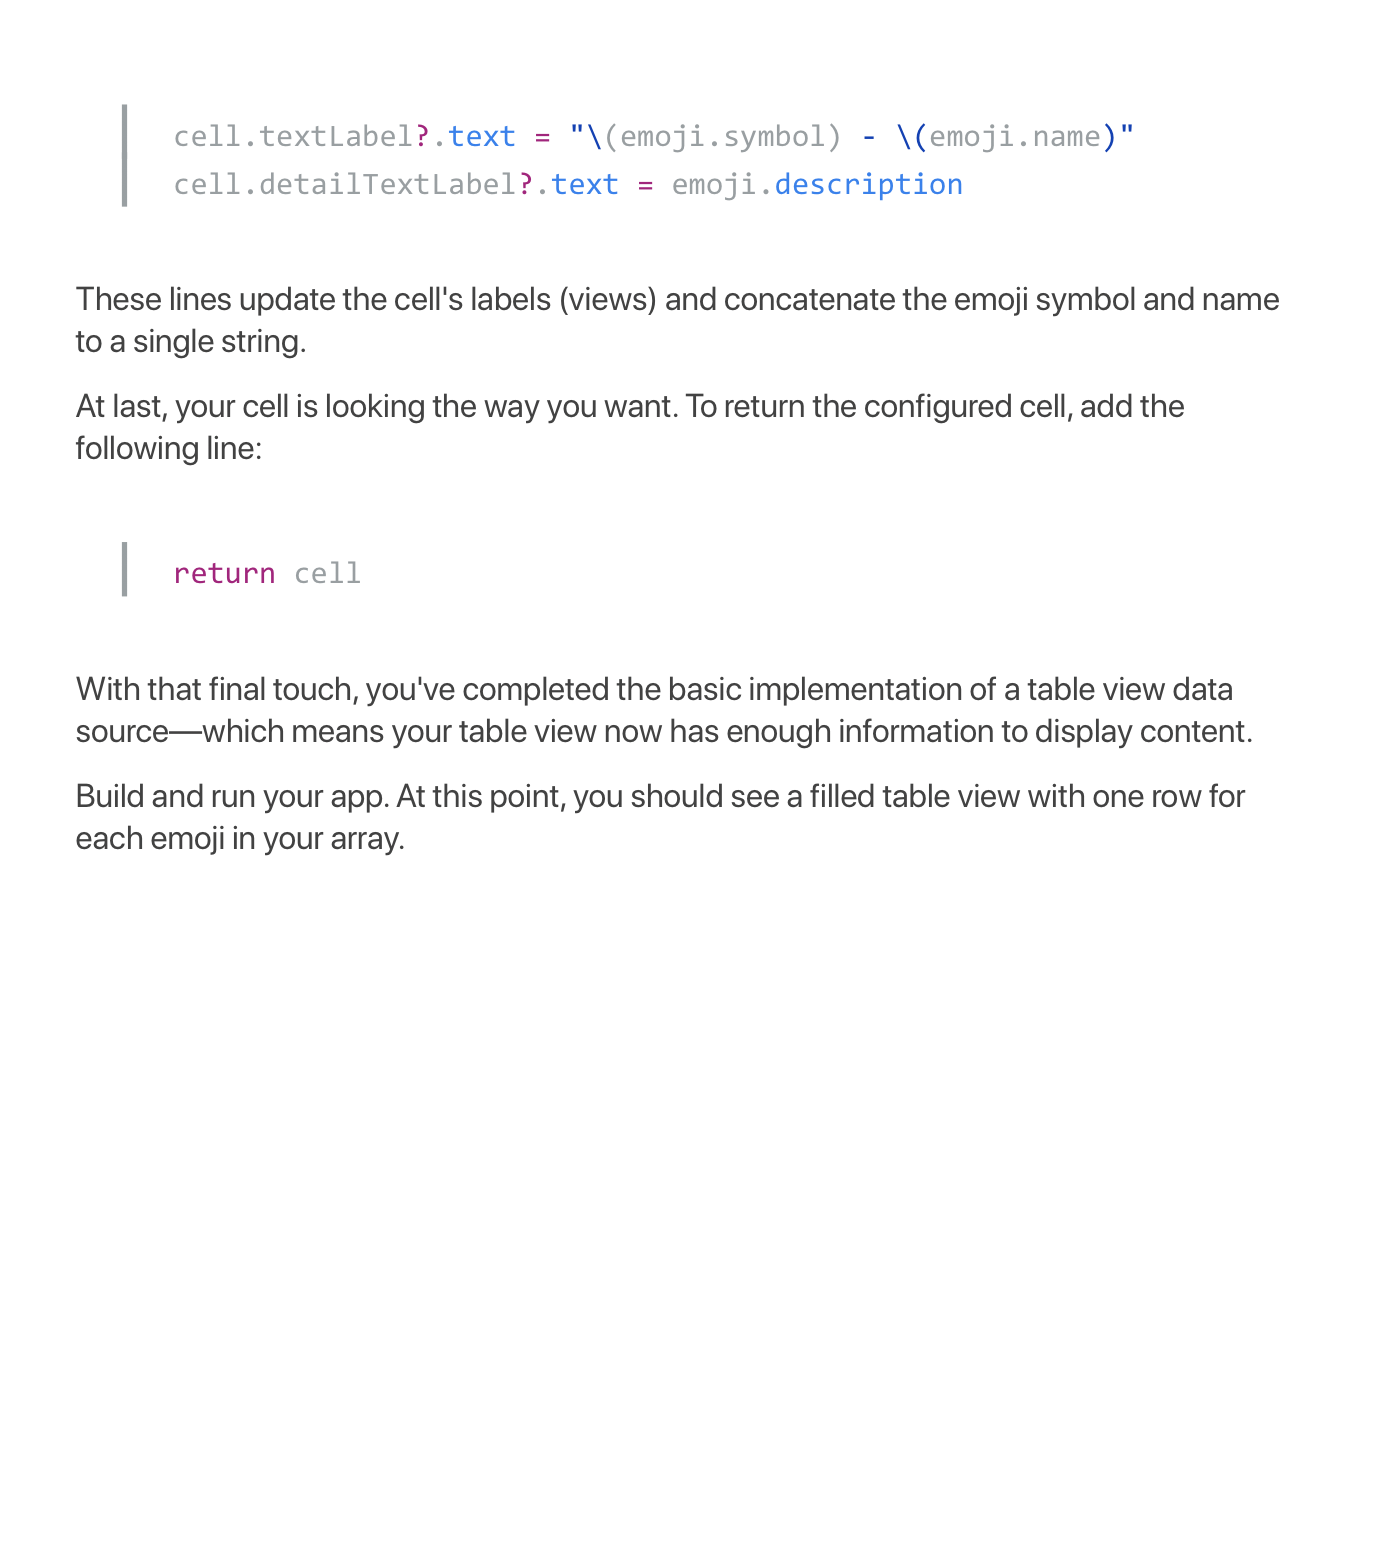 cell.textLabel?.text = "\(emoji.symbol) - \(emoji.name)"
cell.detailTextLabel?.text = emoji.description
These lines update the cell's labels (views) and concatenate the emoji symbol and name
to a single string.
At last, your cell is looking the way you want. To return the configured cell, add the
following line:
return cell
With that final touch, you've completed the basic implementation of a table view data
source—which means your table view now has enough information to display content.
Build and run your app. At this point, you should see a filled table view with one row for
each emoji in your array.